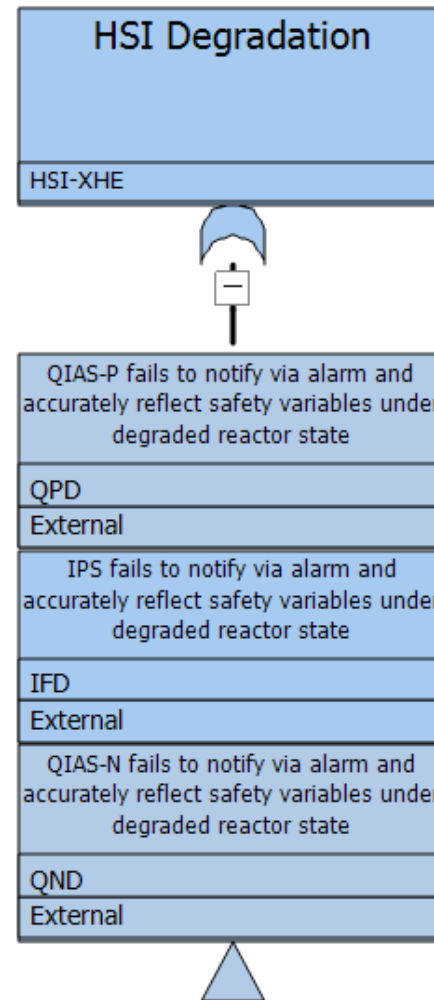 HSI Degradation
HSI-XHE
QIAS-P fails to notify via alarm and
accurately reflect safety variables under
degraded reactor state
QPD
External
IPS fails to notify via alarm and
accurately reflect safety variables under
degraded reactor state
IFD
External
QIAS-N fails to notify via alarm and
accurately reflect safety variables under
degraded reactor state
QND
External